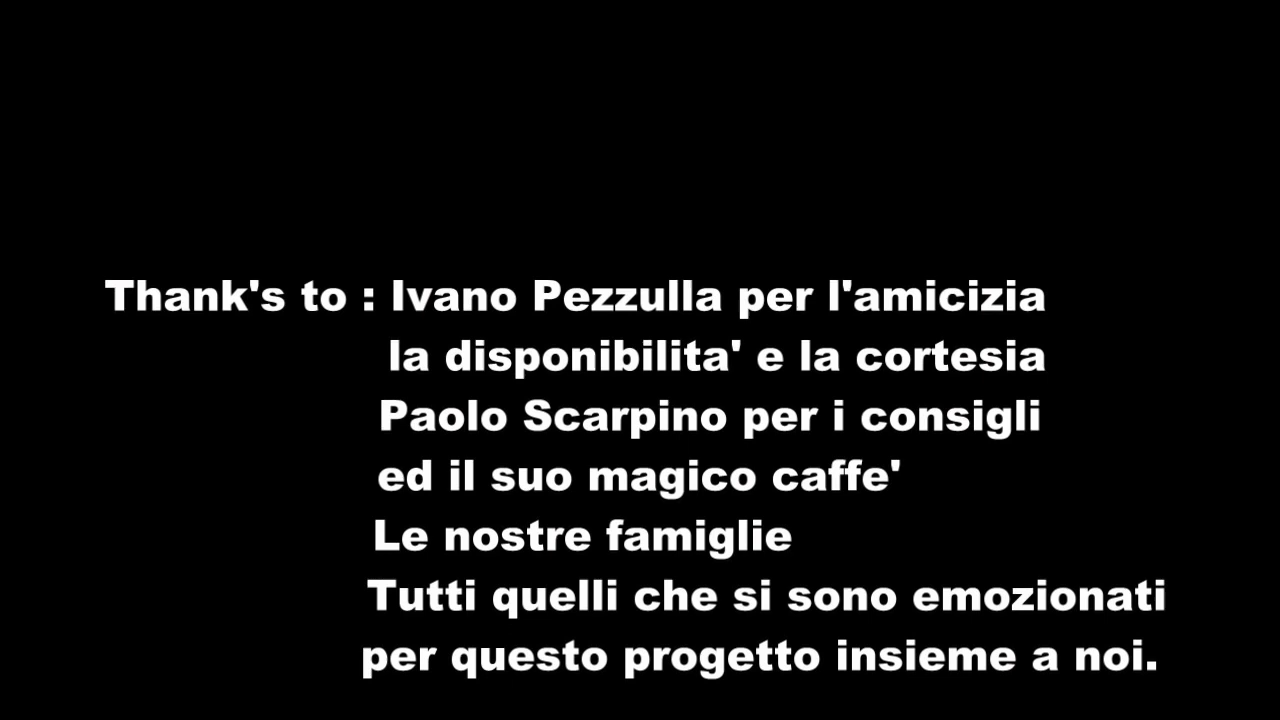 Thank's to : Ivano Pezzulla per l'amicizia
la disponibilita' e la cortesia
Paolo Scarpino per i consigli
ed il suo magico caffe'
Le nostre famiglie
Tutti quelli che si sono emozionati
per questo progetto insieme a noi.